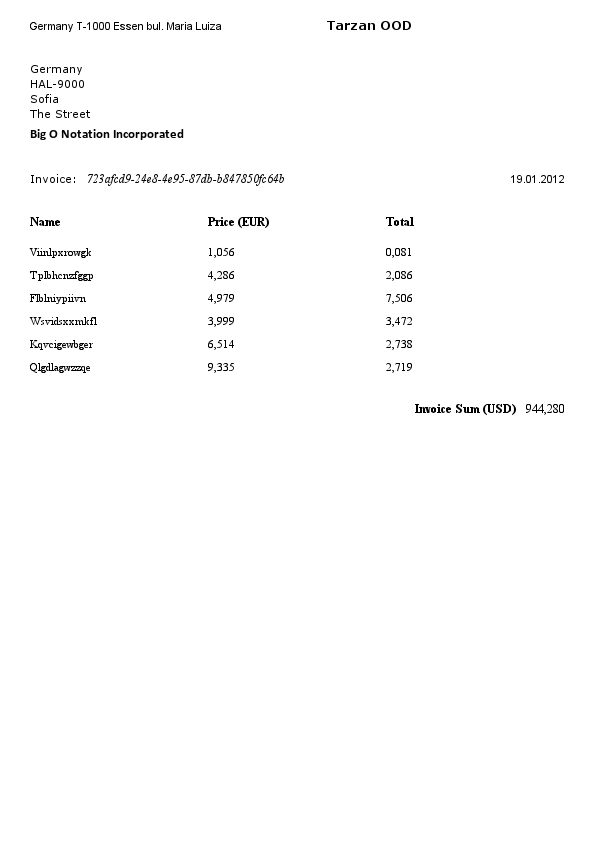 Germany T-1000 Essen bul. Maria Luiza Tarzan OOD
Germany
HAL-9000
Sofia
The Street
Big O Notation Incorporated
Invoice: 723afcd9-24e8-4e95-87db-b847850fc64b 19.01.2012
Name Price (EUR) Total
Viinlpxrowgk 1,056 0,081
Tplbhcnzfggp 4,286 2,086
Flblniypiivn 4,979 7,506
Wsvidsxxmkfl 3,999 3,472
Kqvcigewbger 6,514 2,738
Qlgdlagwzzqe 9,335 2,719
Invoice Sum (USD) 944,280